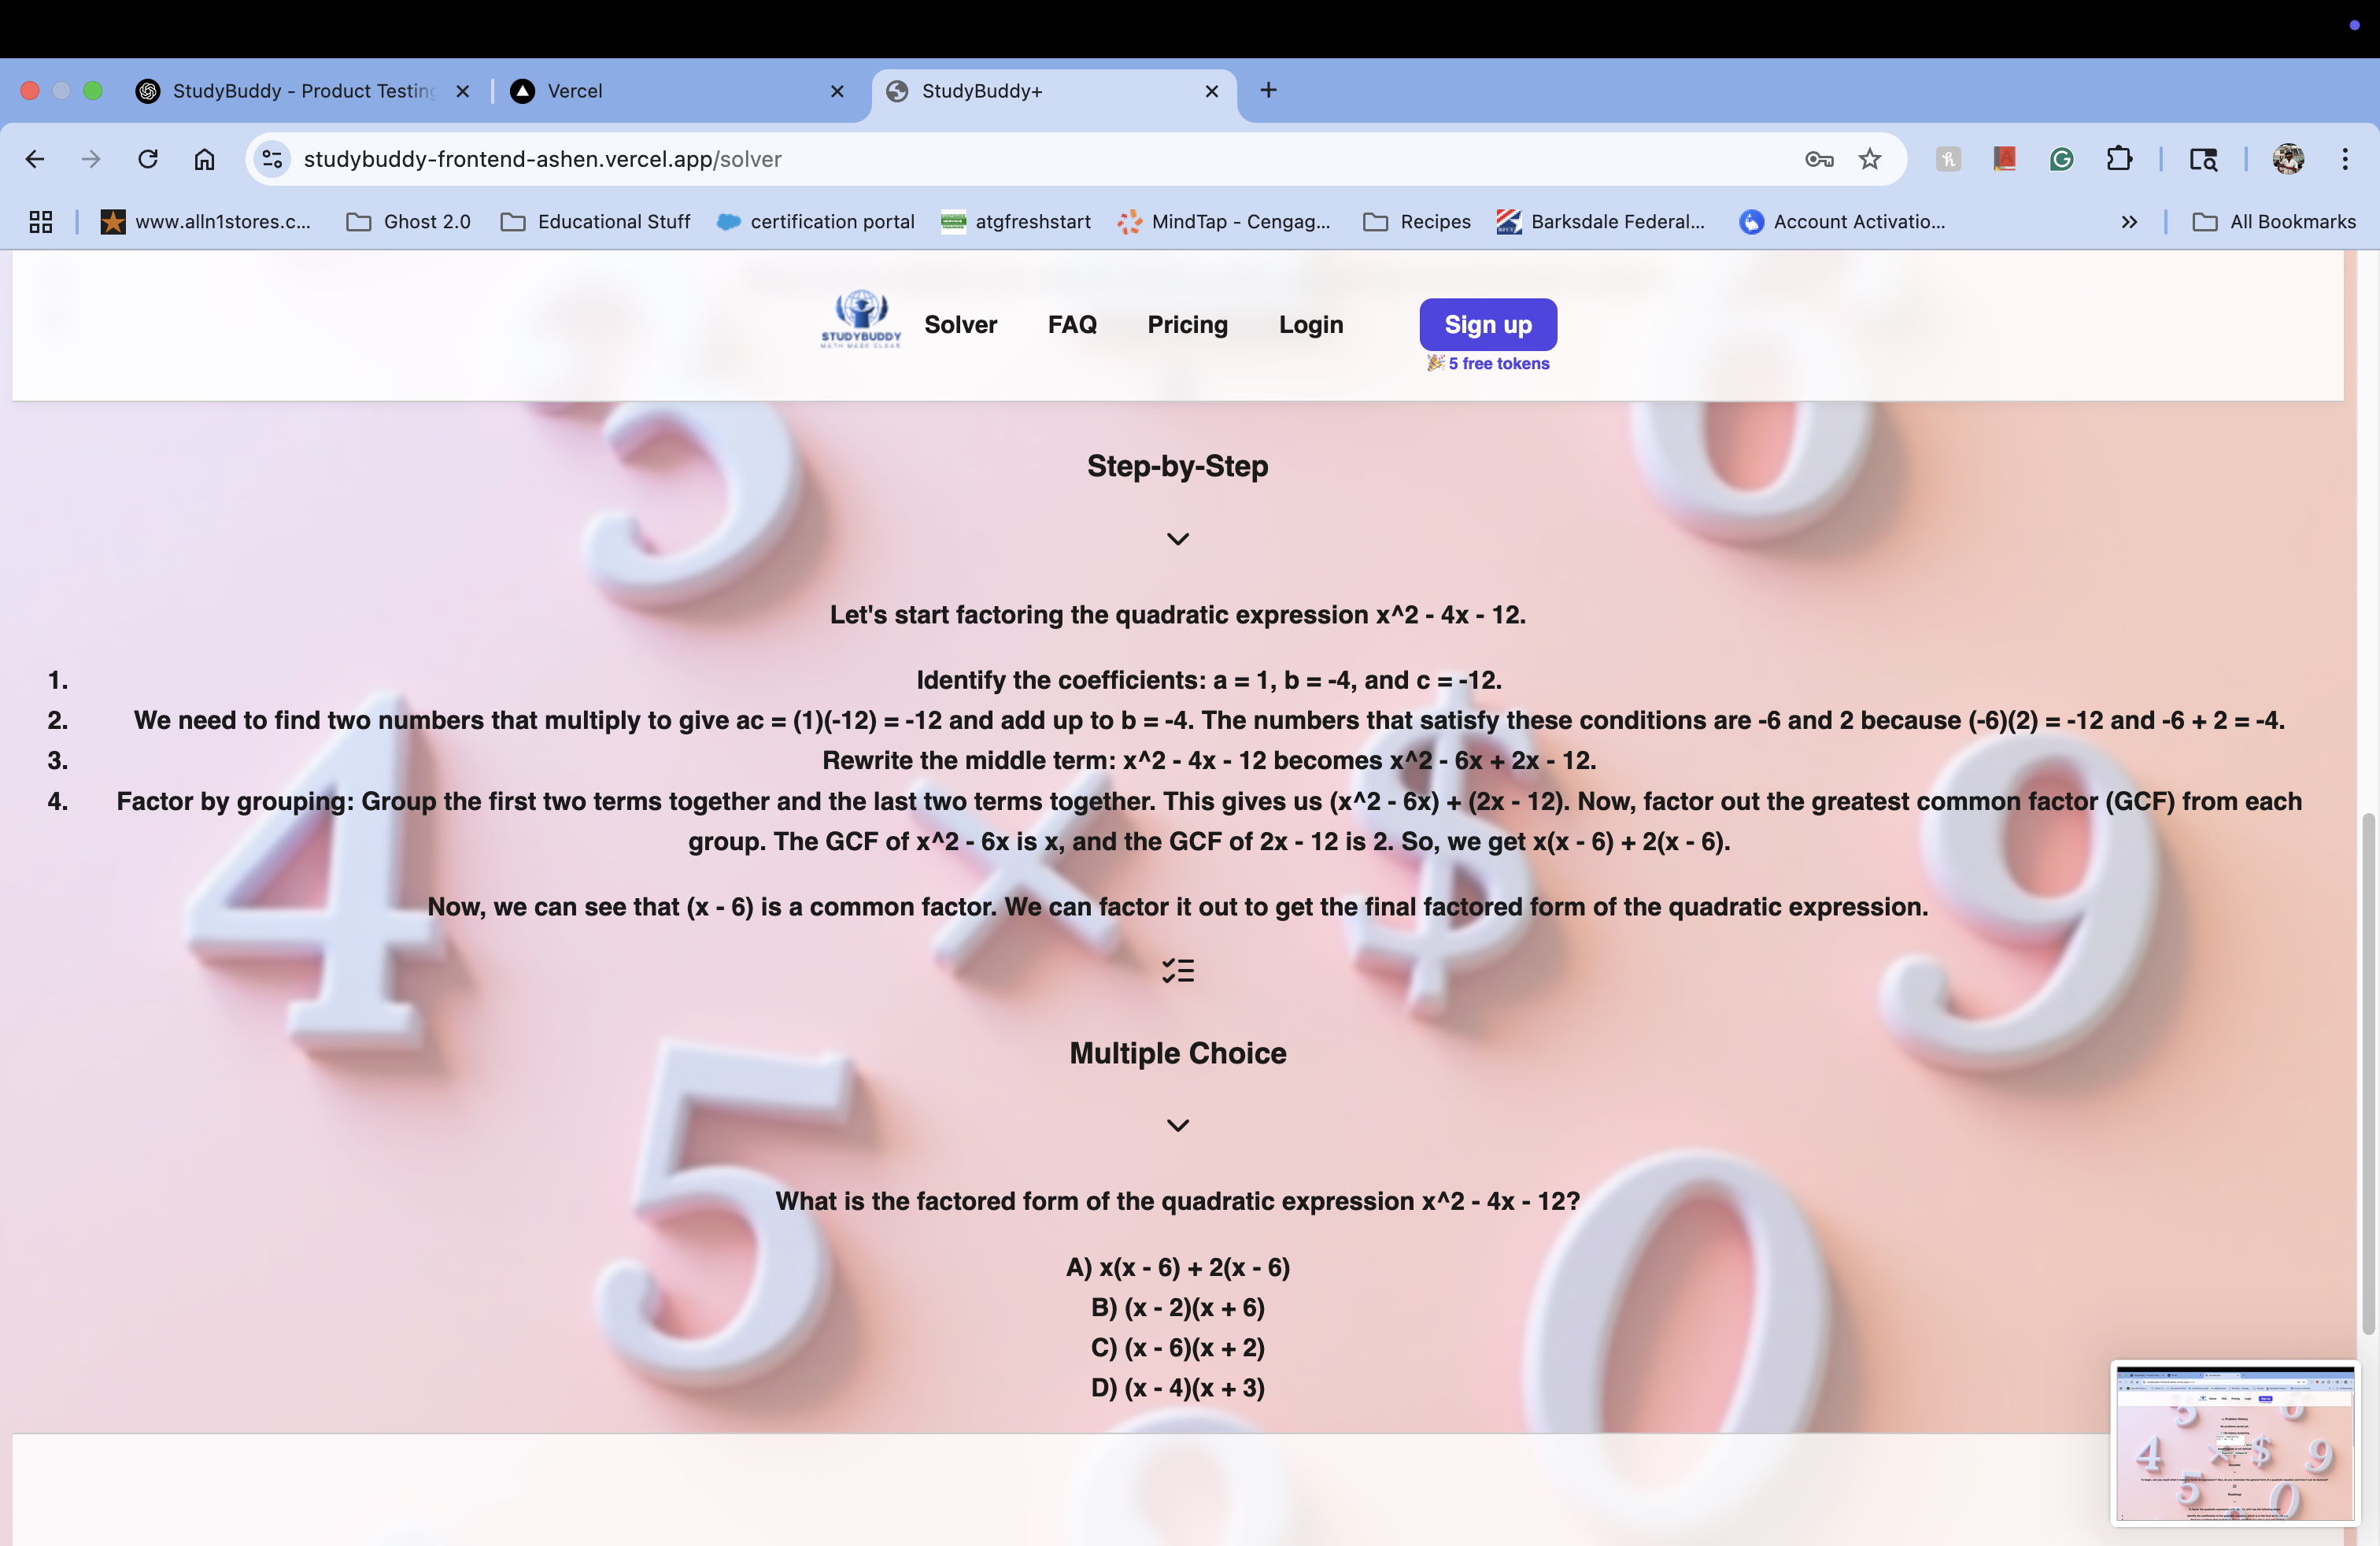 StudyBuddy - Product Testing
Vercel
StudyBuddy+
studybuddy-frontend-ashen.vercel.app/solver
www.alln1stores.c...
Ghost 2.0
Educational Stuff
certification portal
atgfreshstart
MindTap - Cengag...
Recipes
Barksdale Federal...
Account Activatio...
All Bookmarks
STUDYBUDDY
MATH MADE CLEAR
Solver
FAQ
Pricing
Login
Sign up
🎉 5 free tokens
Step-by-Step
Let's start factoring the quadratic expression x^2 - 4x - 12.
1. Identify the coefficients: a = 1, b = -4, and c = -12.
2. We need to find two numbers that multiply to give ac = (1)(-12) = -12 and add up to b = -4. The numbers that satisfy these conditions are -6 and 2 because (-6)(2) = -12 and -6 + 2 = -4.
3. Rewrite the middle term: x^2 - 4x - 12 becomes x^2 - 6x + 2x - 12.
4. Factor by grouping: Group the first two terms together and the last two terms together. This gives us (x^2 - 6x) + (2x - 12). Now, factor out the greatest common factor (GCF) from each
group. The GCF of x^2 - 6x is x, and the GCF of 2x - 12 is 2. So, we get x(x - 6) + 2(x - 6).
Now, we can see that (x - 6) is a common factor. We can factor it out to get the final factored form of the quadratic expression.
Multiple Choice
What is the factored form of the quadratic expression x^2 - 4x - 12?
A) x(x - 6) + 2(x - 6)
B) (x - 2)(x + 6)
C) (x - 6)(x + 2)
D) (x - 4)(x + 3)
3
6
4
×
$
9
5
0